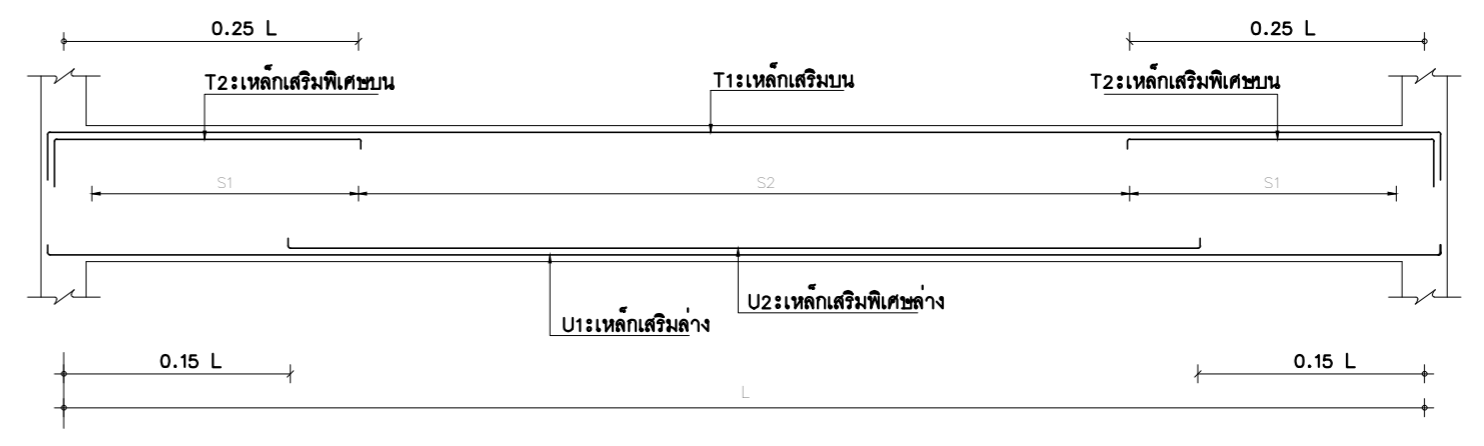 0.25 L
0.25 L
T2:เหล็กเสริมพิเศษบน
T1:เหล็กเสริมบน
T2:เหล็กเสริมพิเศษบน
S1
S2
S1
U2:เหล็กเสริมพิเศษล่าง
U1:เหล็กเสริมล่าง
0.15 L
0.15 L
L